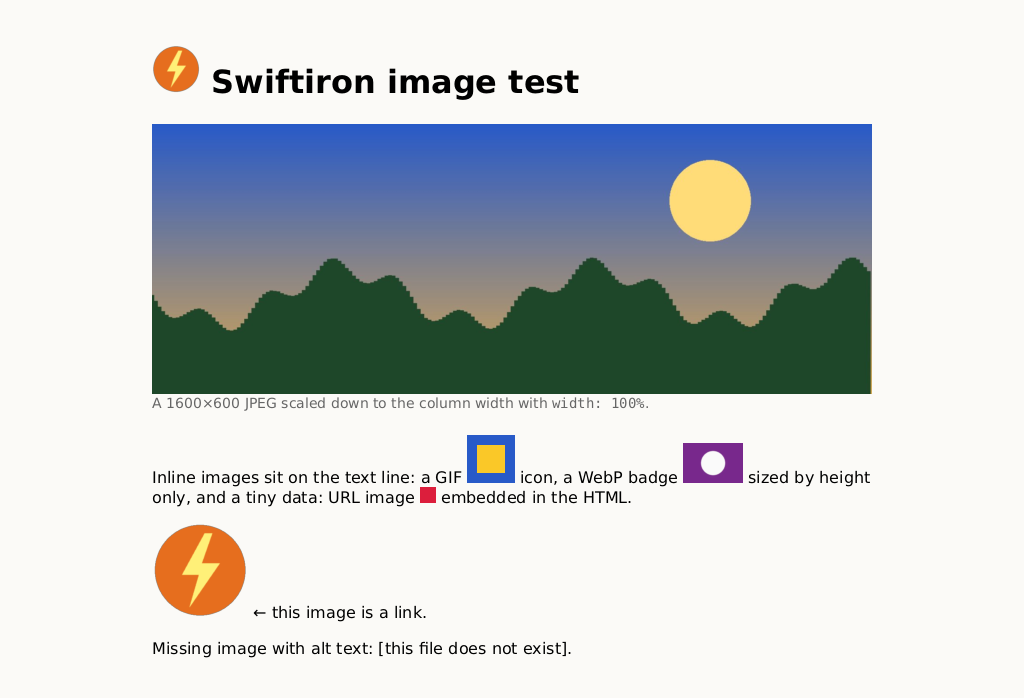 Swiftiron image test
A 1600×600 JPEG scaled down to the column width with width: 100%.
Inline images sit on the text line: a GIF icon, a WebP badge sized by height
only, and a tiny data: URL image embedded in the HTML.
← this image is a link.
Missing image with alt text: [this file does not exist].